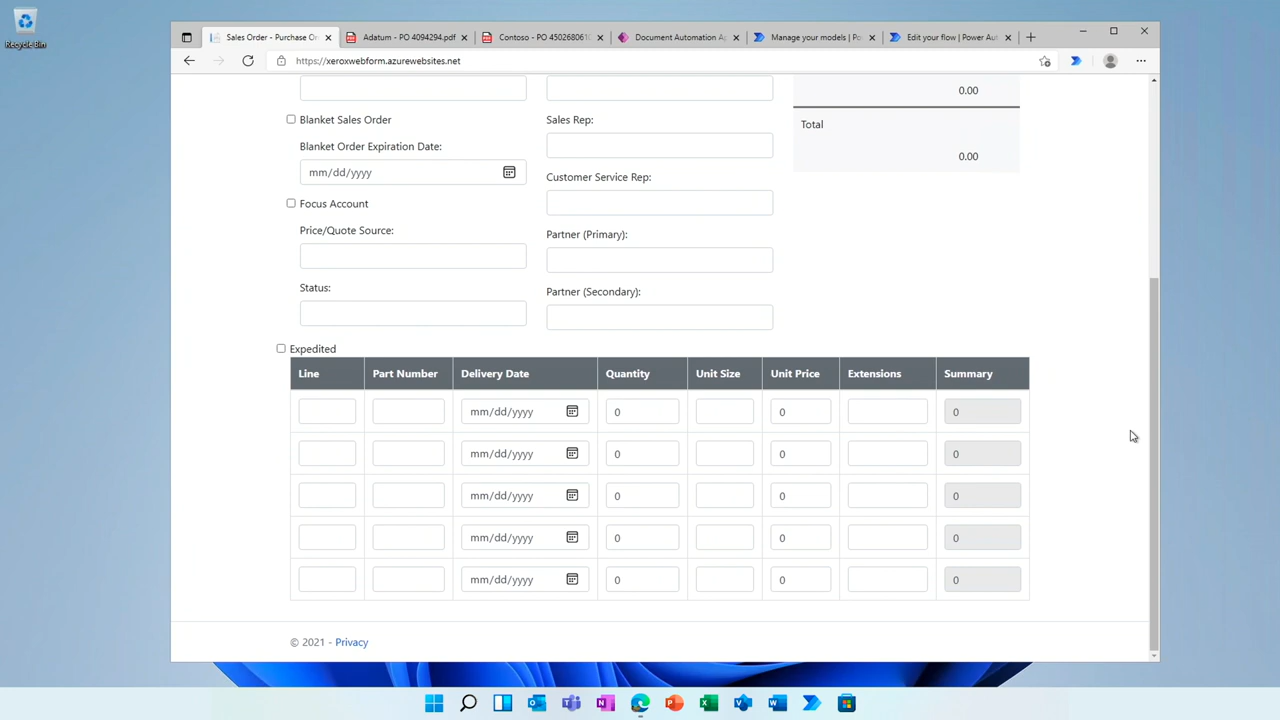 Recycle Bin
Sales Order - Purchase Or
Adatum - PO 4094294.pdf
Contoso - PO 4502680610
Document Automation Ap
Manage your models | Po
Edit your flow | Power Aut
https://xeroxwebform.azurewebsites.net
0.00
Blanket Sales Order
Sales Rep:
Total
Blanket Order Expiration Date:
0.00
mm/dd/yyyy
Customer Service Rep:
Focus Account
Price/Quote Source:
Partner (Primary):
Status:
Partner (Secondary):
Expedited
Line Part Number Delivery Date Quantity Unit Size Unit Price Extensions Summary
mm/dd/yyyy 0 0 0
mm/dd/yyyy 0 0 0
mm/dd/yyyy 0 0 0
mm/dd/yyyy 0 0 0
mm/dd/yyyy 0 0 0
© 2021 - Privacy